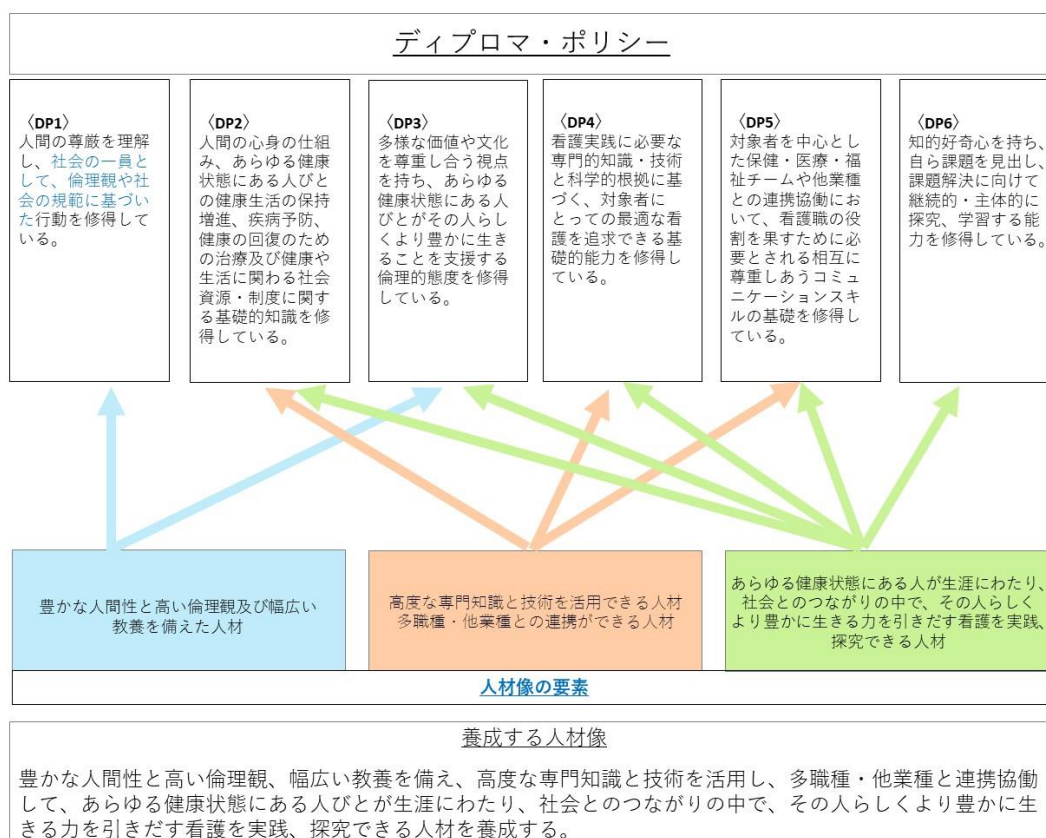 ディプロマ・ポリシー
〈DP1〉
人間の尊厳を理解
し、社会の一員と
して、倫理観や社
会の規範に基づい
た行動を修得して
いる。
〈DP2〉
人間の心身の仕組
み、あらゆる健康
状態にある人びと
の健康生活の保持
増進、疾病予防、
健康の回復のため
の治療及び健康や
生活に関わる社会
資源・制度に関す
る基礎的知識を修
得している。
〈DP3〉
多様な価値や文化
を尊重し合う視点
を持ち、あらゆる
健康状態にある人
びとがその人らし
くより豊かに生き
ることを支援する
倫理的態度を修得
している。
〈DP4〉
看護実践に必要な
専門的知識・技術
と科学的根拠に基
づく、対象者に
とっての最適な看
護を追求できる基
礎的能力を修得し
ている。
〈DP5〉
対象者を中心とし
た保健・医療・福
祉チームや他業種
との連携協働にお
いて、看護職の役
割を果すために必
要とされる相互に
尊重しあうコミュ
ニケーションスキ
ルの基礎を修得し
ている。
〈DP6〉
知的好奇心を持ち、
自ら課題を見出し、
課題解決に向けて
継続的・主体的に
探究、学習する能
力を修得している。
豊かな人間性と高い倫理観及び幅広い
教養を備えた人材
高度な専門知識と技術を活用できる人材
多職種・他業種との連携ができる人材
あらゆる健康状態にある人が生涯にわたり、
社会とのつながりの中で、その人らしく
より豊かに生きる力を引きだす看護を実践、
探究できる人材
人材像の要素
養成する人材像
豊かな人間性と高い倫理観、幅広い教養を備え、高度な専門知識と技術を活用し、多職種・他業種と連携協働
して、あらゆる健康状態にある人びとが生涯にわたり、社会とのつながりの中で、その人らしくより豊かに生
きる力を引きだす看護を実践、探究できる人材を養成する。